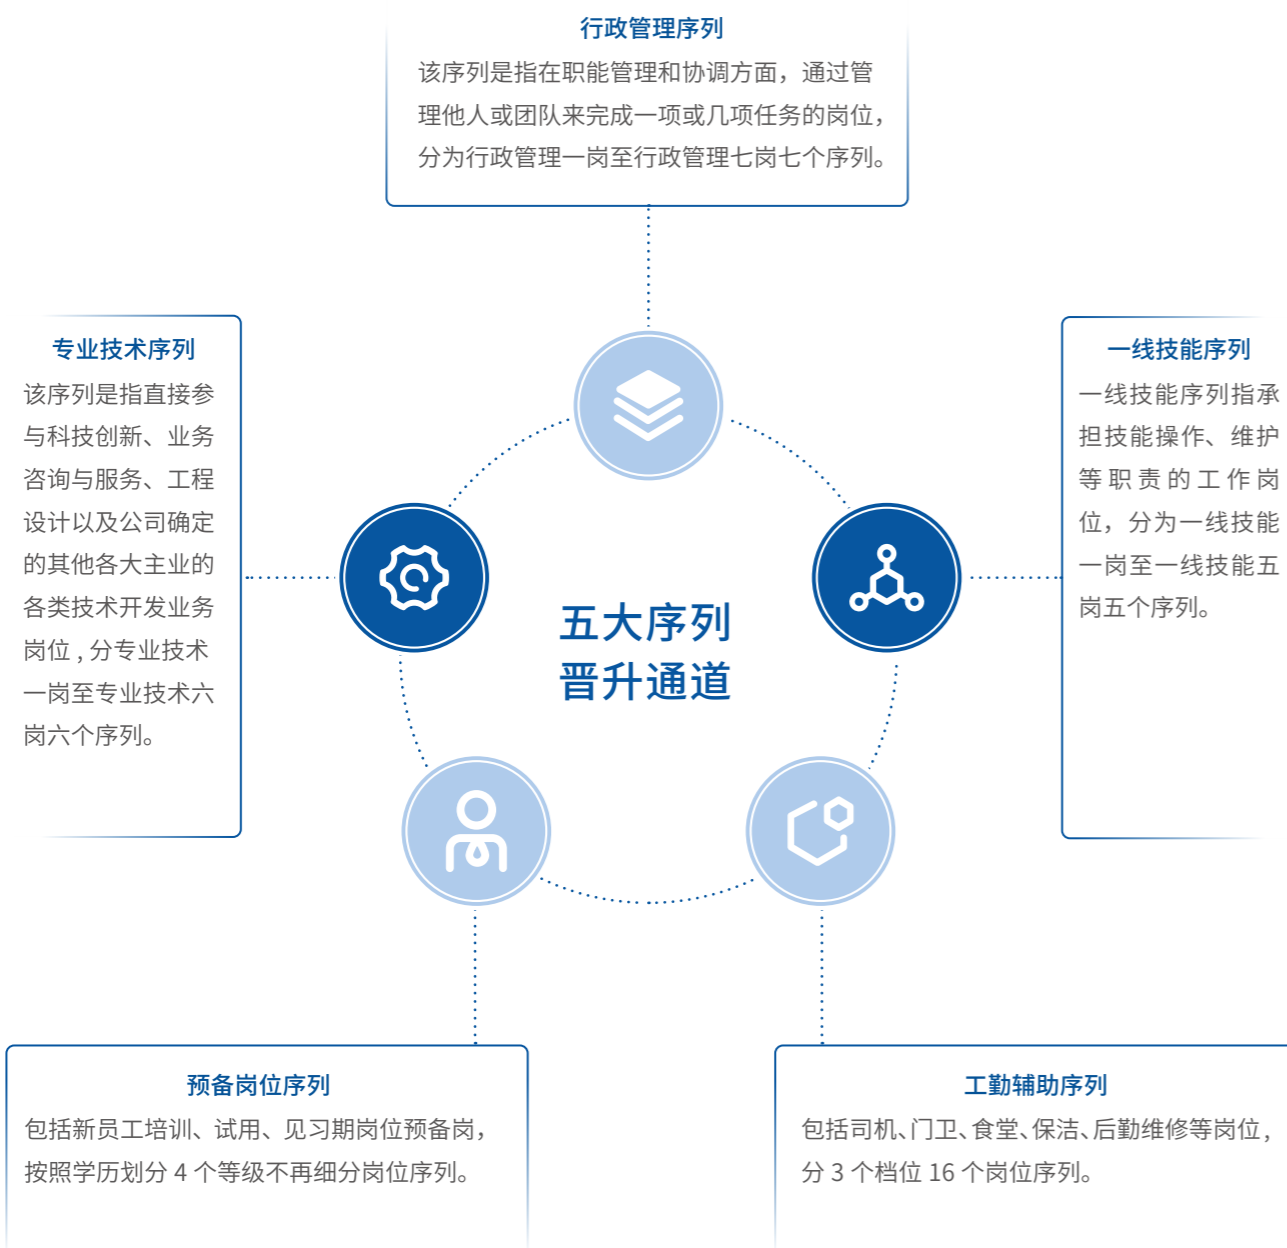 行政管理序列
该序列是指在职能管理和协调方面，通过管
理他人或团队来完成一项或几项任务的岗位，
分为行政管理一岗至行政管理七岗七个序列。
专业技术序列
该序列是指直接参
与科技创新、业务
咨询与服务、工程
设计以及公司确定
的其他各大主业的
各类技术开发业务
岗位 , 分专业技术
一岗至专业技术六
岗六个序列。
一线技能序列
一线技能序列指承
担技能操作、维护
等职责的工作岗
位，分为一线技能
一岗至一线技能五
岗五个序列。
五大序列
晋升通道
预备岗位序列
包括新员工培训、试用、见习期岗位预备岗，
按照学历划分 4 个等级不再细分岗位序列。
工勤辅助序列
包括司机、门卫、食堂、保洁、后勤维修等岗位，
分 3 个档位 16 个岗位序列。